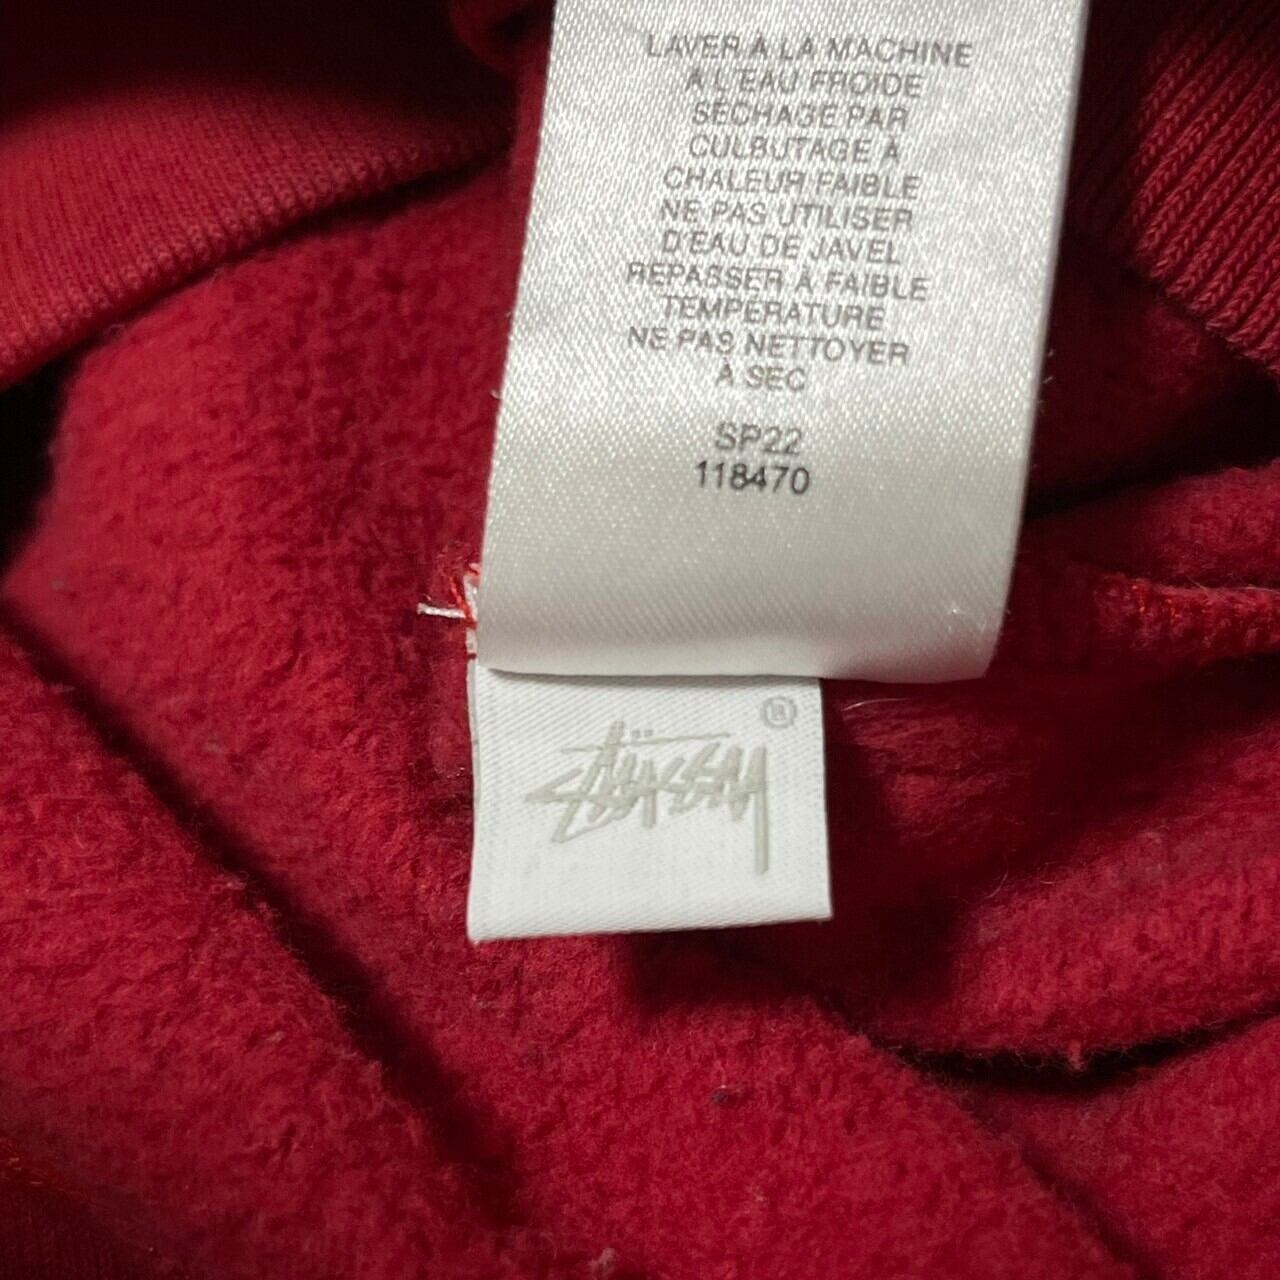 LAVER A LA MACHINE
A L'EAU FROIDE
SÉCHAGE PAR
CULBUTAGE À
CHALEUR FAIBLE
NE PAS UTILISER
D'EAU DE JAVEL
REPASSER À FAIBLE
TEMPÉRATURE
NE PAS NETTOYER
À SEC
SP22
118470
®
STÜSSY